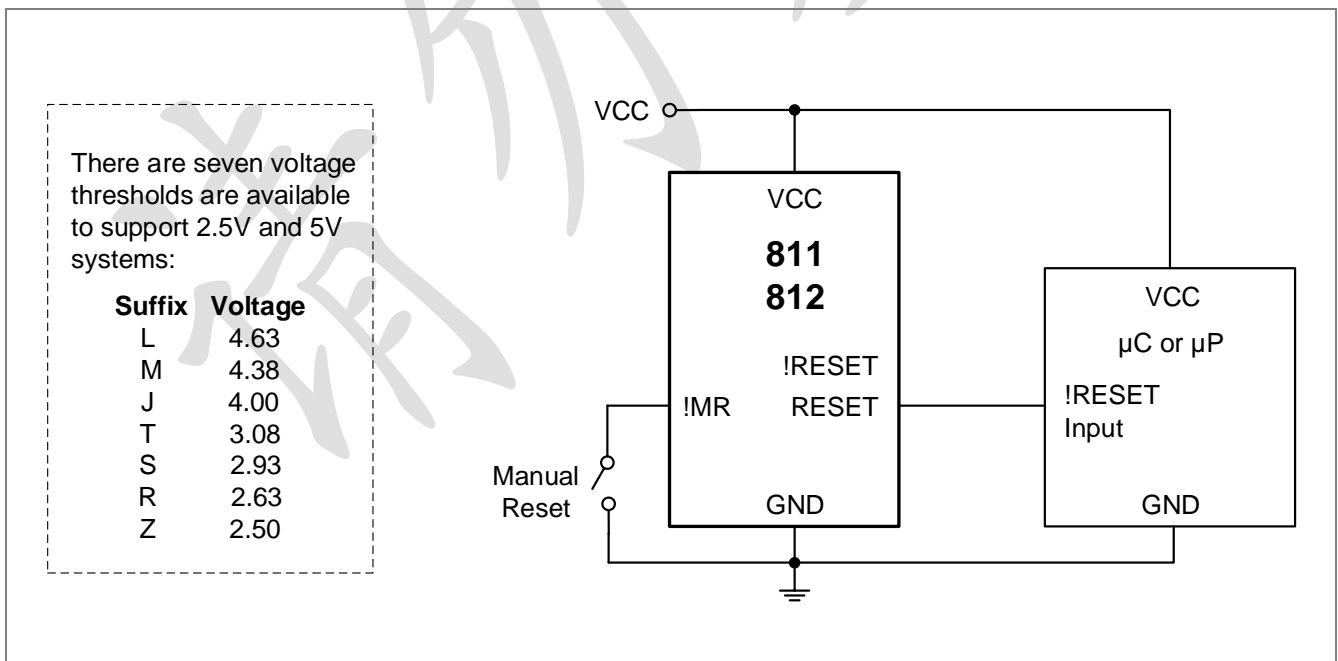 There are seven voltage
thresholds are available
to support 2.5V and 5V
systems:
Suffix Voltage
L 4.63
M 4.38
J 4.00
T 3.08
S 2.93
R 2.63
Z 2.50
VCC
VCC
811
812
!RESET
!MR RESET
GND
Manual
Reset
VCC
µC or µP
!RESET
Input
GND